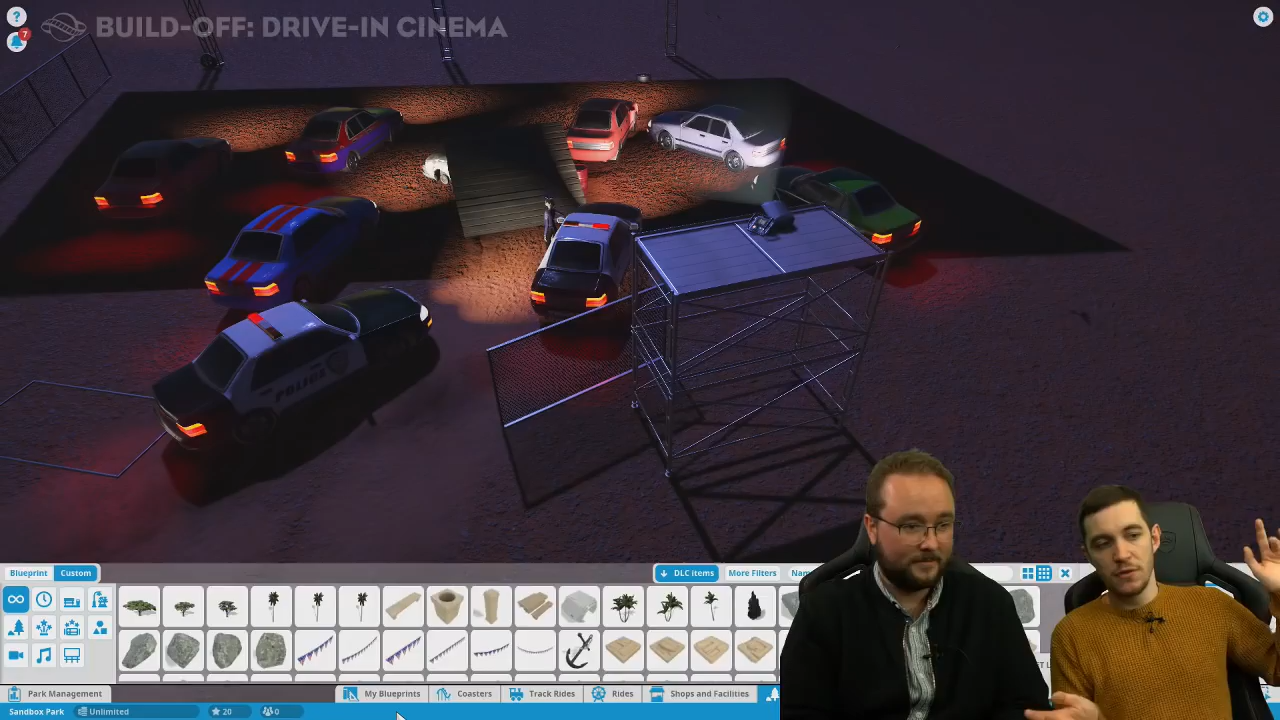 ?
7
BUILD-OFF: DRIVE-IN CINEMA
POLICE
Blueprint
Custom
DLC Items
More Filters
Park Management
My Blueprints
Coasters
Track Rides
Rides
Shops and Facilities
Sandbox Park
Unlimited
20
0